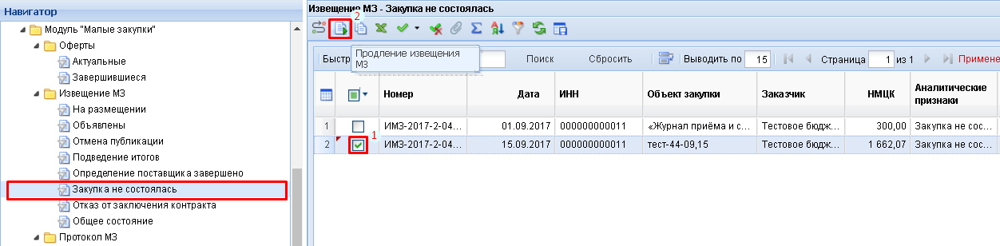 Навигатор
Модуль "Малые закупки"
Оферты
Актуальные
Завершившиеся
Извещение МЗ
На размещении
Объявлены
Отмена публикации
Подведение итогов
Определение поставщика завершено
Закупка не состоялась
Отказ от заключения контракта
Общее состояние
Протокол МЗ
Извещение МЗ - Закупка не состоялась
2
Продление извещения МЗ
Быстр
Поиск
Сбросить
Выводить по 15
Страница 1 из 1
Примене
Номер Дата ИНН Объект закупки Заказчик НМЦК Аналитические признаки
1 ИМЗ-2017-2-04... 01.09.2017 000000000011 «Журнал приёма и с... Тестовое бюдж... 300,00 Закупка не сос...
1
2 ИМЗ-2017-2-04... 15.09.2017 000000000011 тест-44-09,15 Тестовое бюдж... 1 662,07 Закупка не сос...